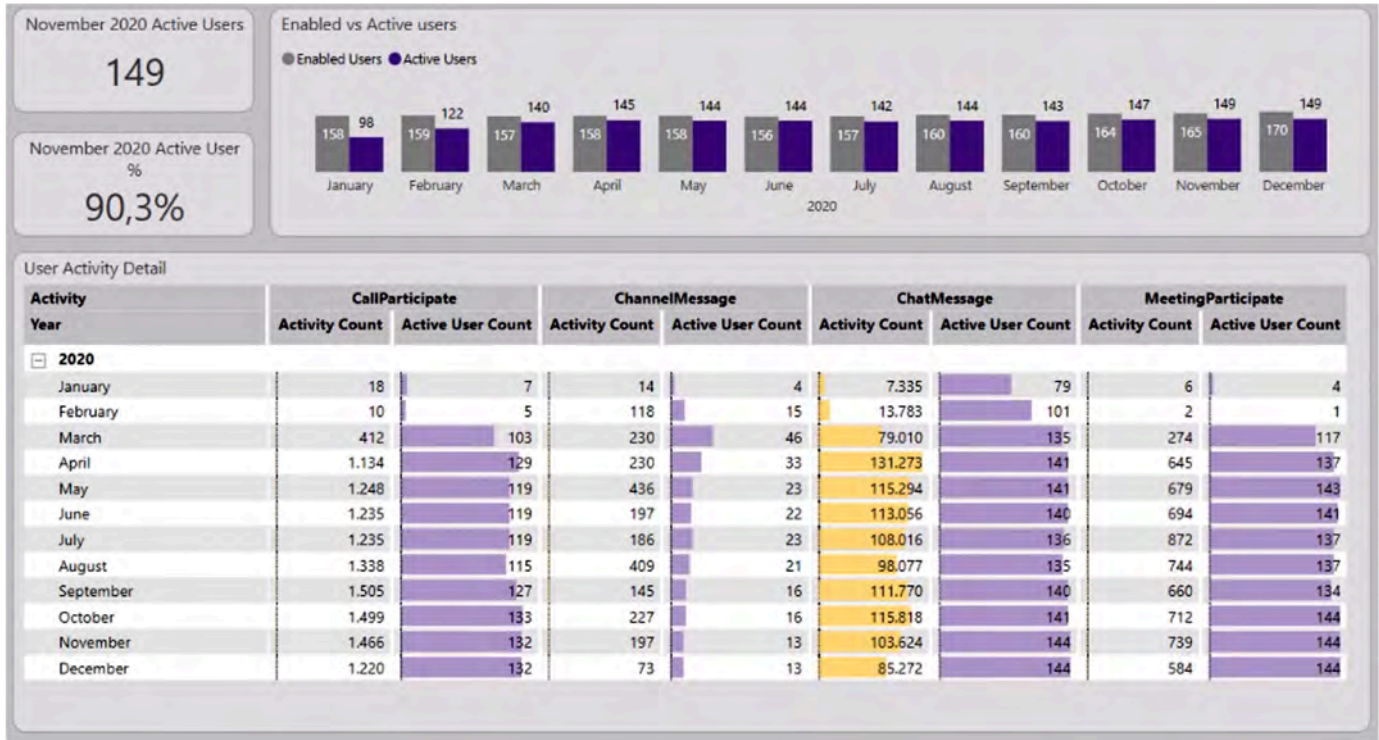 November 2020 Active Users
149
November 2020 Active User
%
90,3%
Enabled vs Active users
Enabled Users Active Users
158 98 159 122 157 140 158 145 158 144 156 144 157 142 160 144 160 143 164 147 165 149 170 149
January February March April May June July August September October November December
2020
User Activity Detail
Activity CallParticipate ChannelMessage ChatMessage MeetingParticipate
Year Activity Count Active User Count Activity Count Active User Count Activity Count Active User Count Activity Count Active User Count
2020
January 18 7 14 4 7.335 79 6 4
February 10 5 118 15 13.783 101 2 1
March 412 103 230 46 79.010 135 274 117
April 1.134 129 230 33 131.273 141 645 137
May 1.248 119 436 23 115.294 141 679 143
June 1.235 119 197 22 113.056 140 694 141
July 1.235 119 186 23 108.016 136 872 137
August 1.338 115 409 21 98.077 135 744 137
September 1.505 127 145 16 111.770 140 660 134
October 1.499 133 227 16 115.818 141 712 144
November 1.466 132 197 13 103.624 144 739 144
December 1.220 132 73 13 85.272 144 584 144